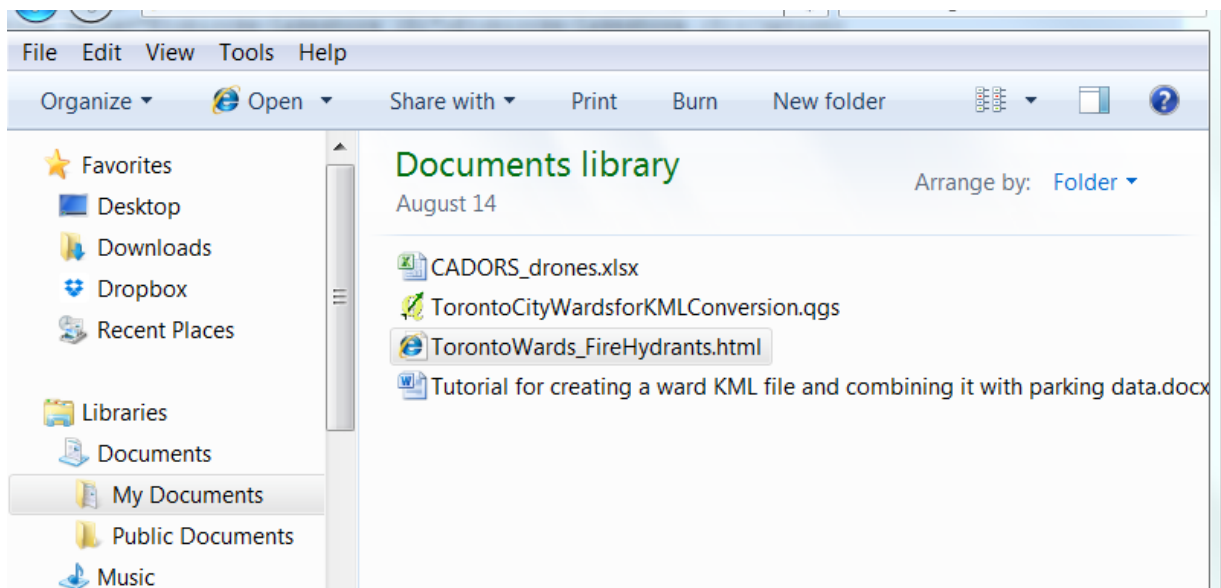 File Edit View Tools Help
Organize Open Share with Print Burn New folder
Favorites
Desktop
Downloads
Dropbox
Recent Places
Libraries
Documents
My Documents
Public Documents
Music
Documents library
August 14
Arrange by: Folder
CADORS_drones.xlsx
TorontoCityWardsforKMLConversion.qgs
TorontoWards_FireHydrants.html
Tutorial for creating a ward KML file and combining it with parking data.docx